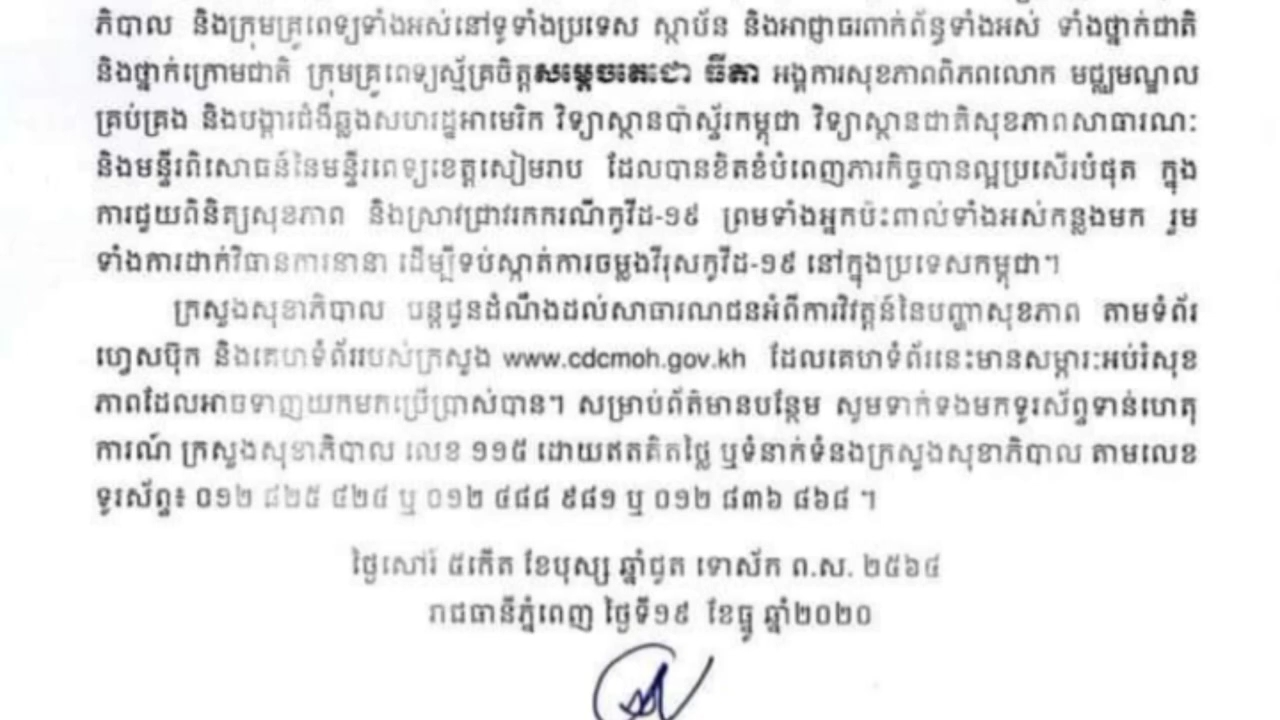 ភិបាល និងក្រុមគ្រូពេទ្យទាំងអស់នៅទូទាំងប្រទេស ស្ថាប័ន និងអាជ្ញាធរពាក់ព័ន្ធទាំងអស់ ទាំងថ្នាក់ជាតិ
និងថ្នាក់ក្រោមជាតិ ក្រុមគ្រូពេទ្យស្ម័គ្រចិត្តសម្តេចតេជោ ធីតា អង្គការសុខភាពពិភពលោក មជ្ឈមណ្ឌល
គ្រប់គ្រង និងបង្ការជំងឺឆ្លងសហរដ្ឋអាមេរិក វិទ្យាស្ថានប៉ាស្ទ័រកម្ពុជា វិទ្យាស្ថានជាតិសុខភាពសាធារណៈ
និងមន្ទីរពិសោធន៍នៃមន្ទីរពេទ្យខេត្តសៀមរាប ដែលបានខិតខំបំពេញភារកិច្ចបានល្អប្រសើរបំផុត ក្នុង
ការជួយពិនិត្យសុខភាព និងស្រាវជ្រាវរកករណីកូវីដ-១៩ ព្រមទាំងអ្នកប៉ះពាល់ទាំងអស់កន្លងមក រួម
ទាំងការដាក់វិធានការនានា ដើម្បីទប់ស្កាត់ការចម្លងវីរុសកូវីដ-១៩ នៅក្នុងប្រទេសកម្ពុជា។
ក្រសួងសុខាភិបាល បន្តជូនដំណឹងដល់សាធារណជនអំពីការវិវត្តន៍នៃបញ្ហាសុខភាព តាមទំព័រ
ហ្វេសប៊ុក និងគេហទំព័ររបស់ក្រសួង www.cdcmoh.gov.kh ដែលគេហទំព័រនេះមានសម្ភារៈអប់រំសុខ
ភាពដែលអាចទាញយកមកប្រើប្រាស់បាន។ សម្រាប់ព័ត៌មានបន្ថែម សូមទាក់ទងមកទូរស័ព្ទទាន់ហេតុ
ការណ៍ ក្រសួងសុខាភិបាល លេខ ១១៥ ដោយឥតគិតថ្លៃ ឬទំនាក់ទំនងក្រសួងសុខាភិបាល តាមលេខ
ទូរស័ព្ទ៖ ០១២ ៨២៥ ៤២៤ ឬ ០១២ ៤៨៨ ៩៨១ ឬ ០១២ ៨៣៦ ៨៦៨ ។
ថ្ងៃសៅរ៍ ៥កើត ខែបុស្ស ឆ្នាំជូត ទោស័ក ព.ស. ២៥៦៤
រាជធានីភ្នំពេញ ថ្ងៃទី១៩ ខែធ្នូ ឆ្នាំ២០២០